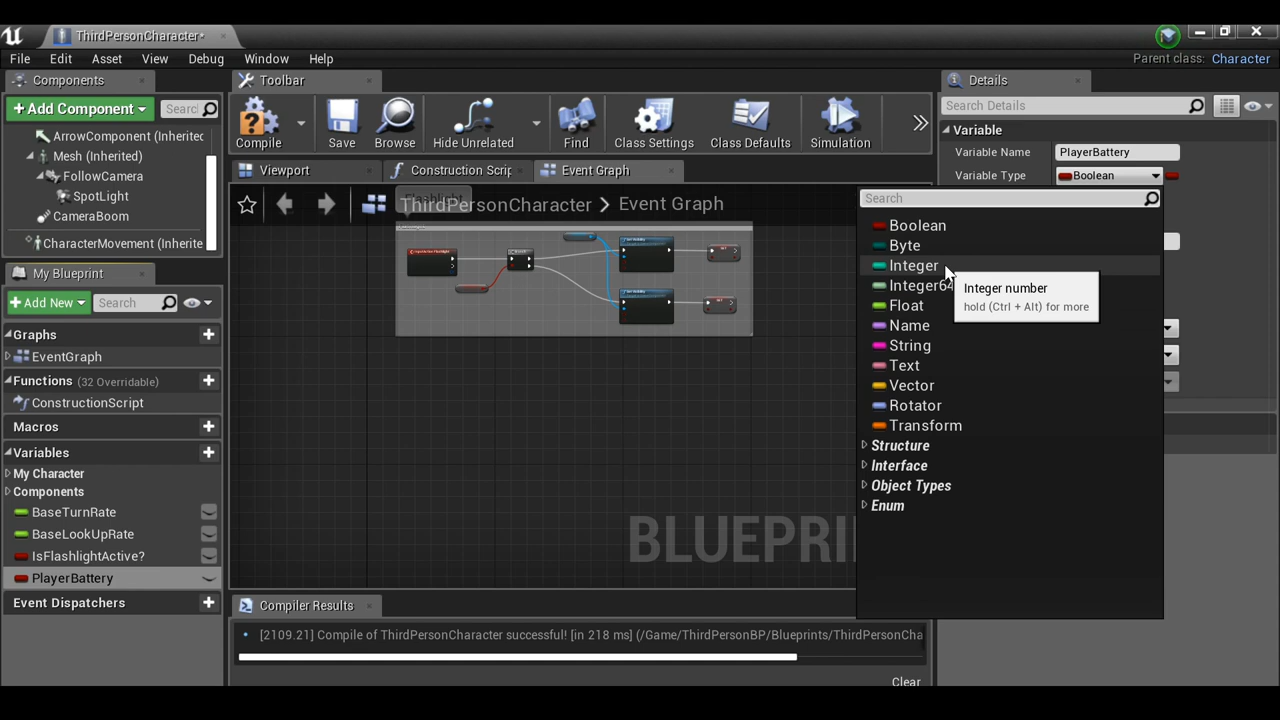 ThirdPersonCharacter*
File Edit Asset View Debug Window Help
Parent class: Character
Components
Toolbar
Details
Add Component
Searc
Compile
Save
Browse
Hide Unrelated
Find
Class Settings
Class Defaults
Simulation
Search Details
Variable
Variable Name PlayerBattery
Variable Type Boolean
ArrowComponent (Inheritec
Mesh (Inherited)
FollowCamera
SpotLight
CameraBoom
CharacterMovement (Inherite
Viewport
Construction Scrip
Event Graph
ThirdPersonCharacter > Event Graph
Flashlight
Search
Boolean
Byte
Integer
Integer64
Float
Name
String
Text
Vector
Rotator
Transform
Structure
Interface
Object Types
Enum
Integer number
hold (Ctrl + Alt) for more
My Blueprint
Add New
Search
Graphs
EventGraph
Functions (32 Overridable)
ConstructionScript
Macros
Variables
My Character
Components
BaseTurnRate
BaseLookUpRate
IsFlashlightActive?
PlayerBattery
Event Dispatchers
BLUEPRI
Compiler Results
[2109.21] Compile of ThirdPersonCharacter successful! [in 218 ms] (/Game/ThirdPersonBP/Blueprints/ThirdPersonCha
Clear